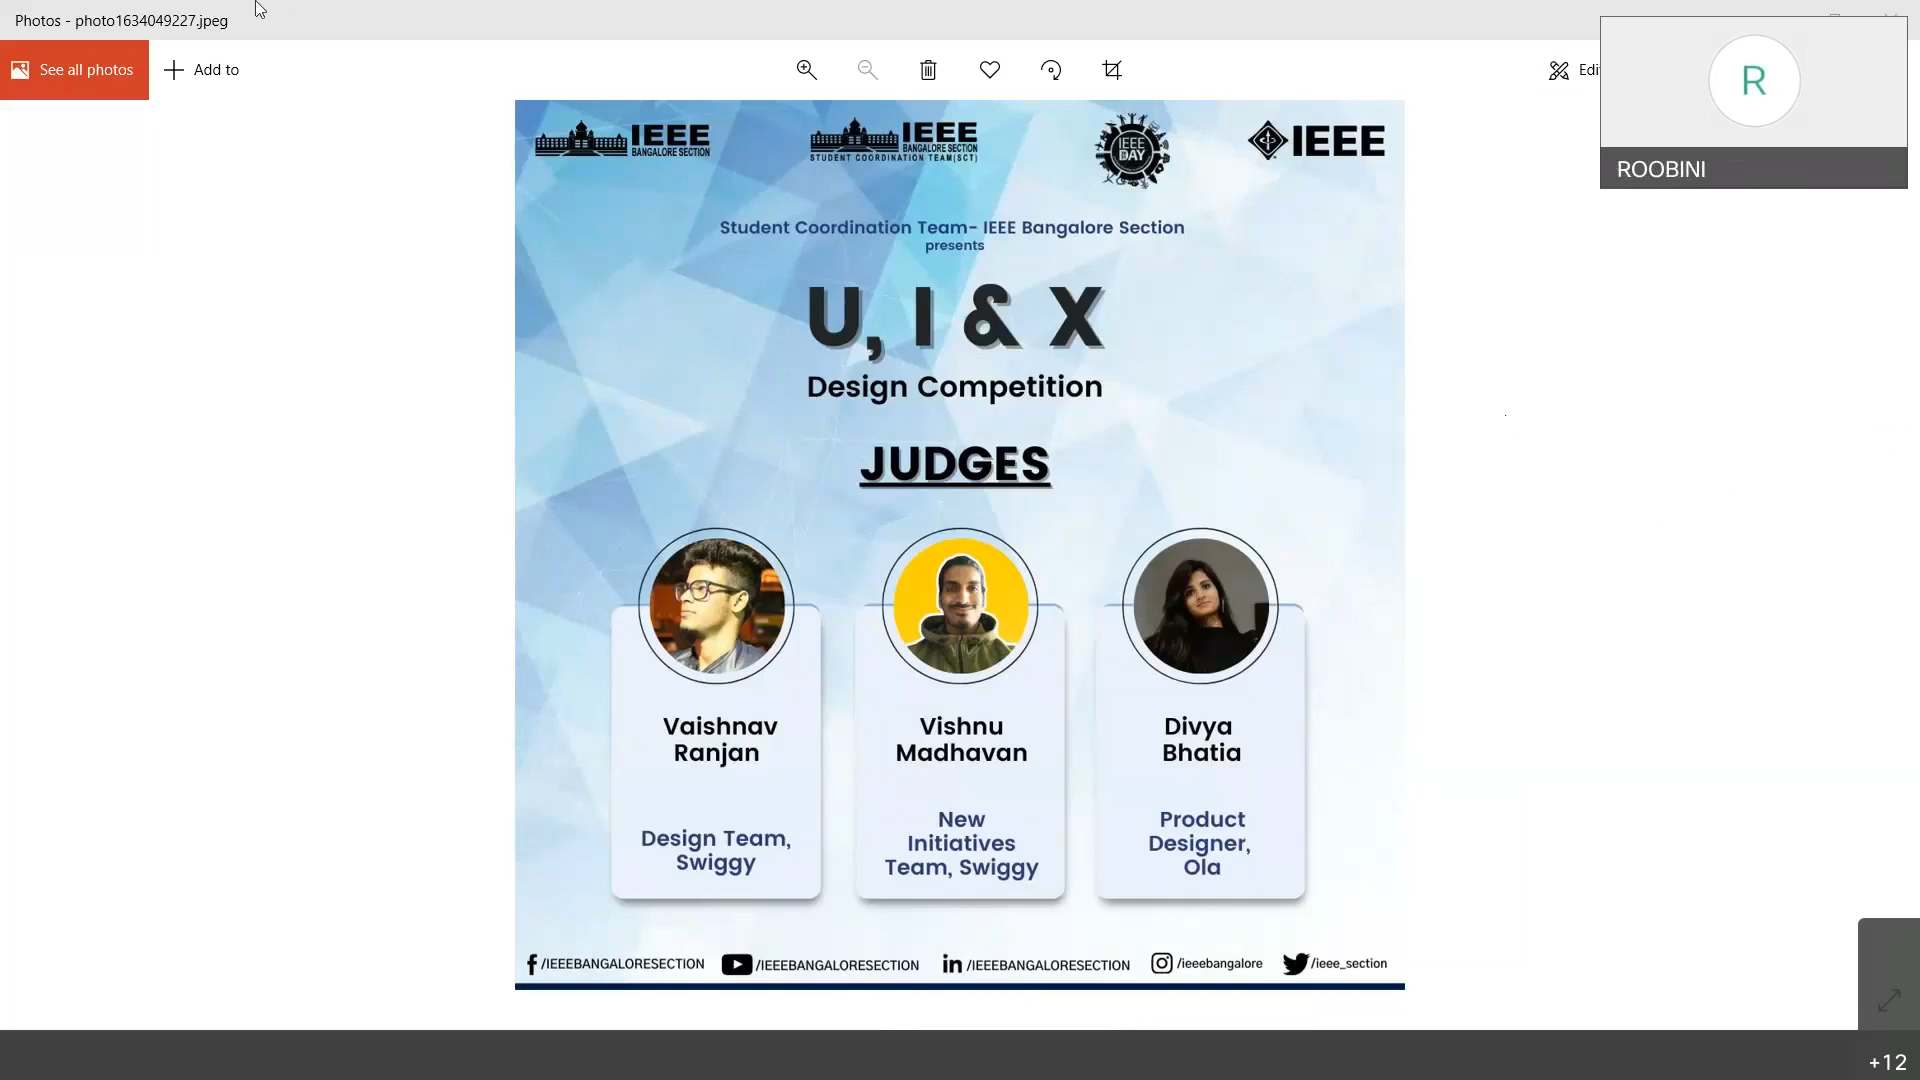 Photos - photo1634049227.jpeg
See all photos
Add to
R
ROOBINI
IEEE
BANGALORE SECTION
IEEE
BANGALORE SECTION
STUDENT COORDINATION TEAM(SCT)
IEEE
DAY
IEEE
Student Coordination Team- IEEE Bangalore Section
presents
U, I & X
Design Competition
JUDGES
Vaishnav
Ranjan
Design Team,
Swiggy
Vishnu
Madhavan
New
Initiatives
Team, Swiggy
Divya
Bhatia
Product
Designer,
Ola
/IEEEBANGALORESECTION
/IEEEBANGALORESECTION
/IEEEBANGALORESECTION
/ieeebangalore
/ieee_section
+12